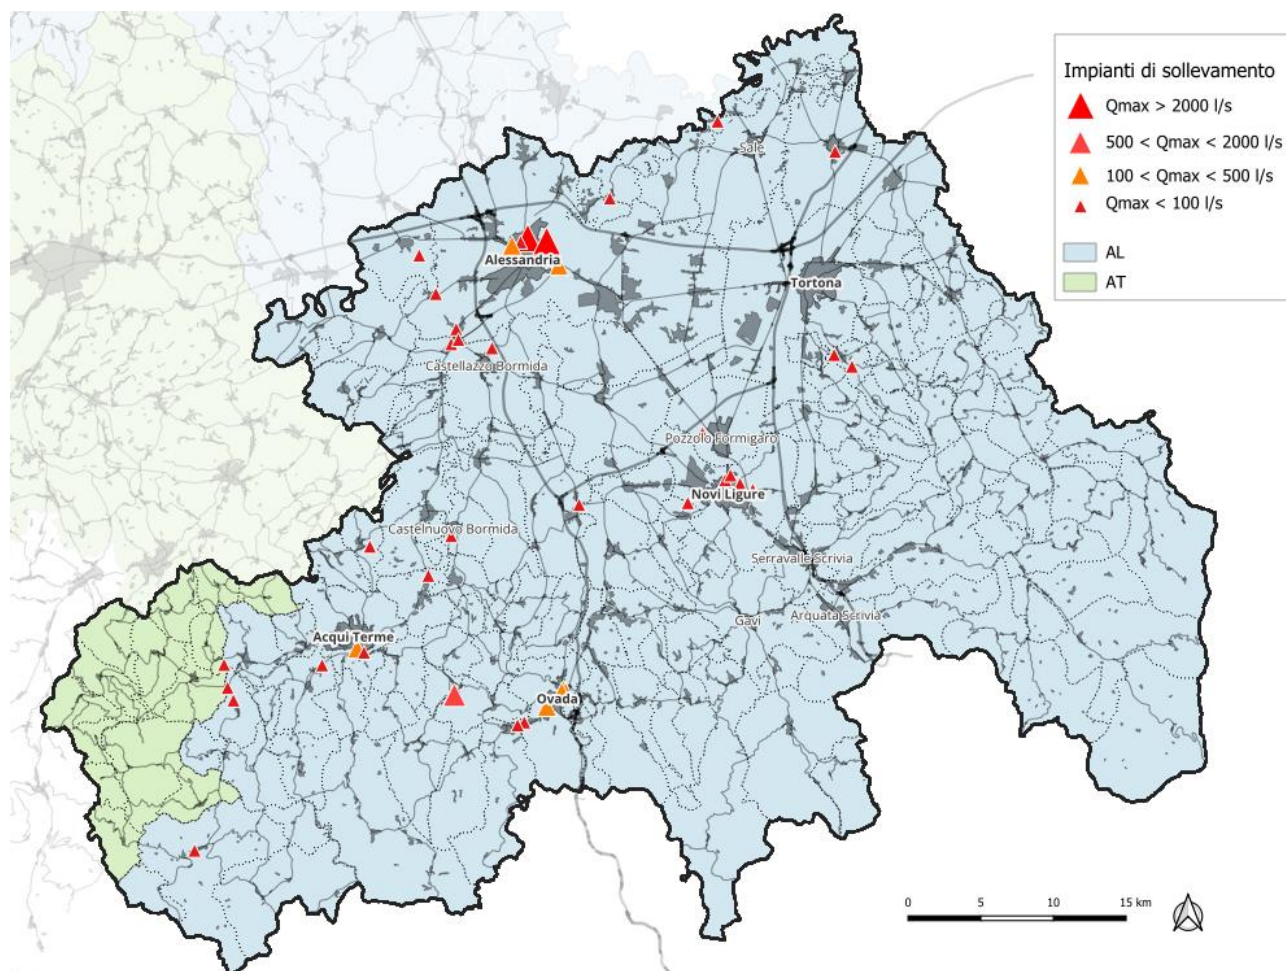 Impianti di sollevamento
Qmax > 2000 l/s
500 < Qmax < 2000 l/s
100 < Qmax < 500 l/s
Qmax < 100 l/s
AL
AT
Sale
Alessandria
Tortona
Castellazzo Bormida
Pozzolo Formigaro
Novi Ligure
Castelnuovo Bormida
Serravalle Scrivia
Gavi
Arquata Scrivia
Acqui Terme
Ovada
0 5 10 15 km